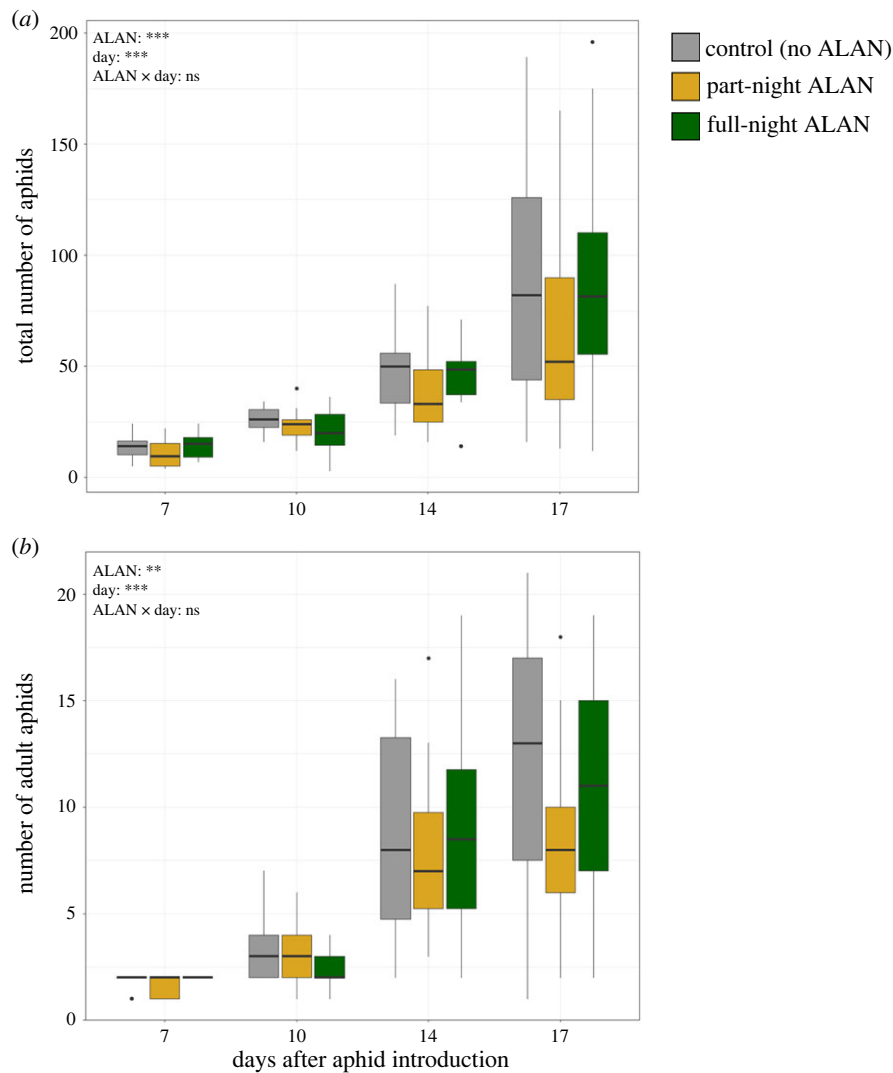 (a)
200
150
100
50
0
total number of aphids
ALAN: ***
day: ***
ALAN × day: ns
7 10 14 17
control (no ALAN)
part-night ALAN
full-night ALAN
(b)
20
15
10
5
0
number of adult aphids
ALAN: **
day: ***
ALAN × day: ns
7 10 14 17
days after aphid introduction